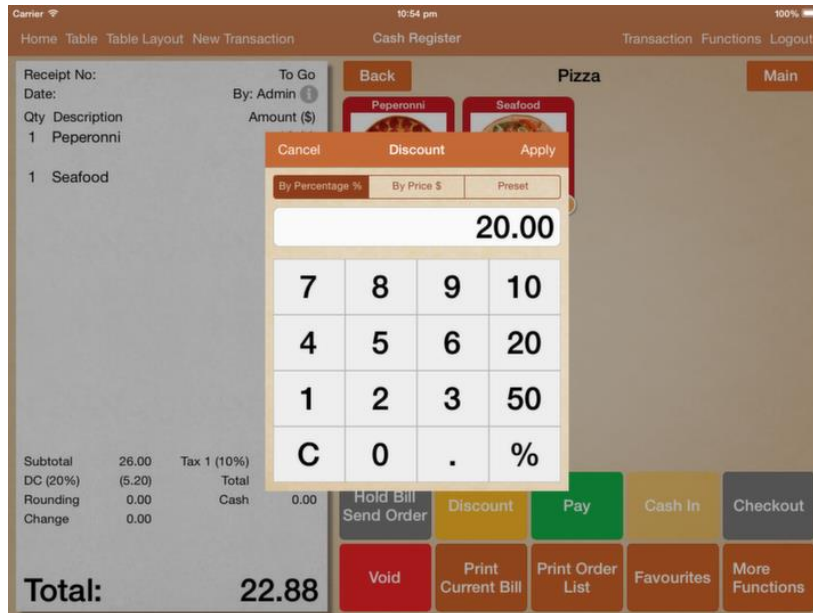 Carrier 10:54 pm 100%
Home Table Table Layout New Transaction Cash Register Transaction Functions Logout
Receipt No: To Go
Date: By: Admin
Qty Description Amount ($)
1 Peperonni
1 Seafood
Subtotal 26.00 Tax 1 (10%)
DC (20%) (5.20) Total
Rounding 0.00 Cash 0.00
Change 0.00
Total: 22.88
Back Pizza Main
Peperonni Seafood
Cancel Discount Apply
By Percentage % By Price $ Preset
20.00
7 8 9 10
4 5 6 20
1 2 3 50
C 0 . %
Hold Bill
Send Order
Discount Pay Cash In Checkout
Void
Print
Current Bill
Print Order
List
Favourites
More
Functions